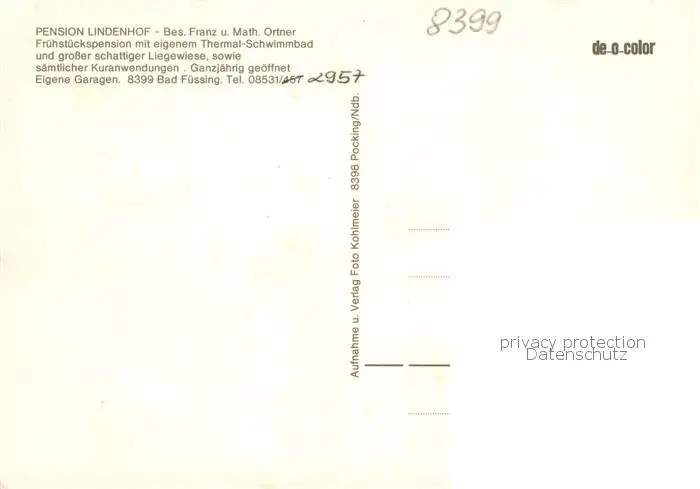 PENSION LINDENHOF - Bes. Franz u. Math. Ortner
Frühstückspension mit eigenem Thermal-Schwimmbad
und großer schattiger Liegewiese, sowie
sämtlicher Kuranwendungen . Ganzjährig geöffnet
Eigene Garagen. 8399 Bad Füssing. Tel. 08531/ 2957
8399
de-o-color
Aufnahme u. Verlag Foto Kohlmeier 8398 Pocking/Ndb.
privacy protection
Datenschutz